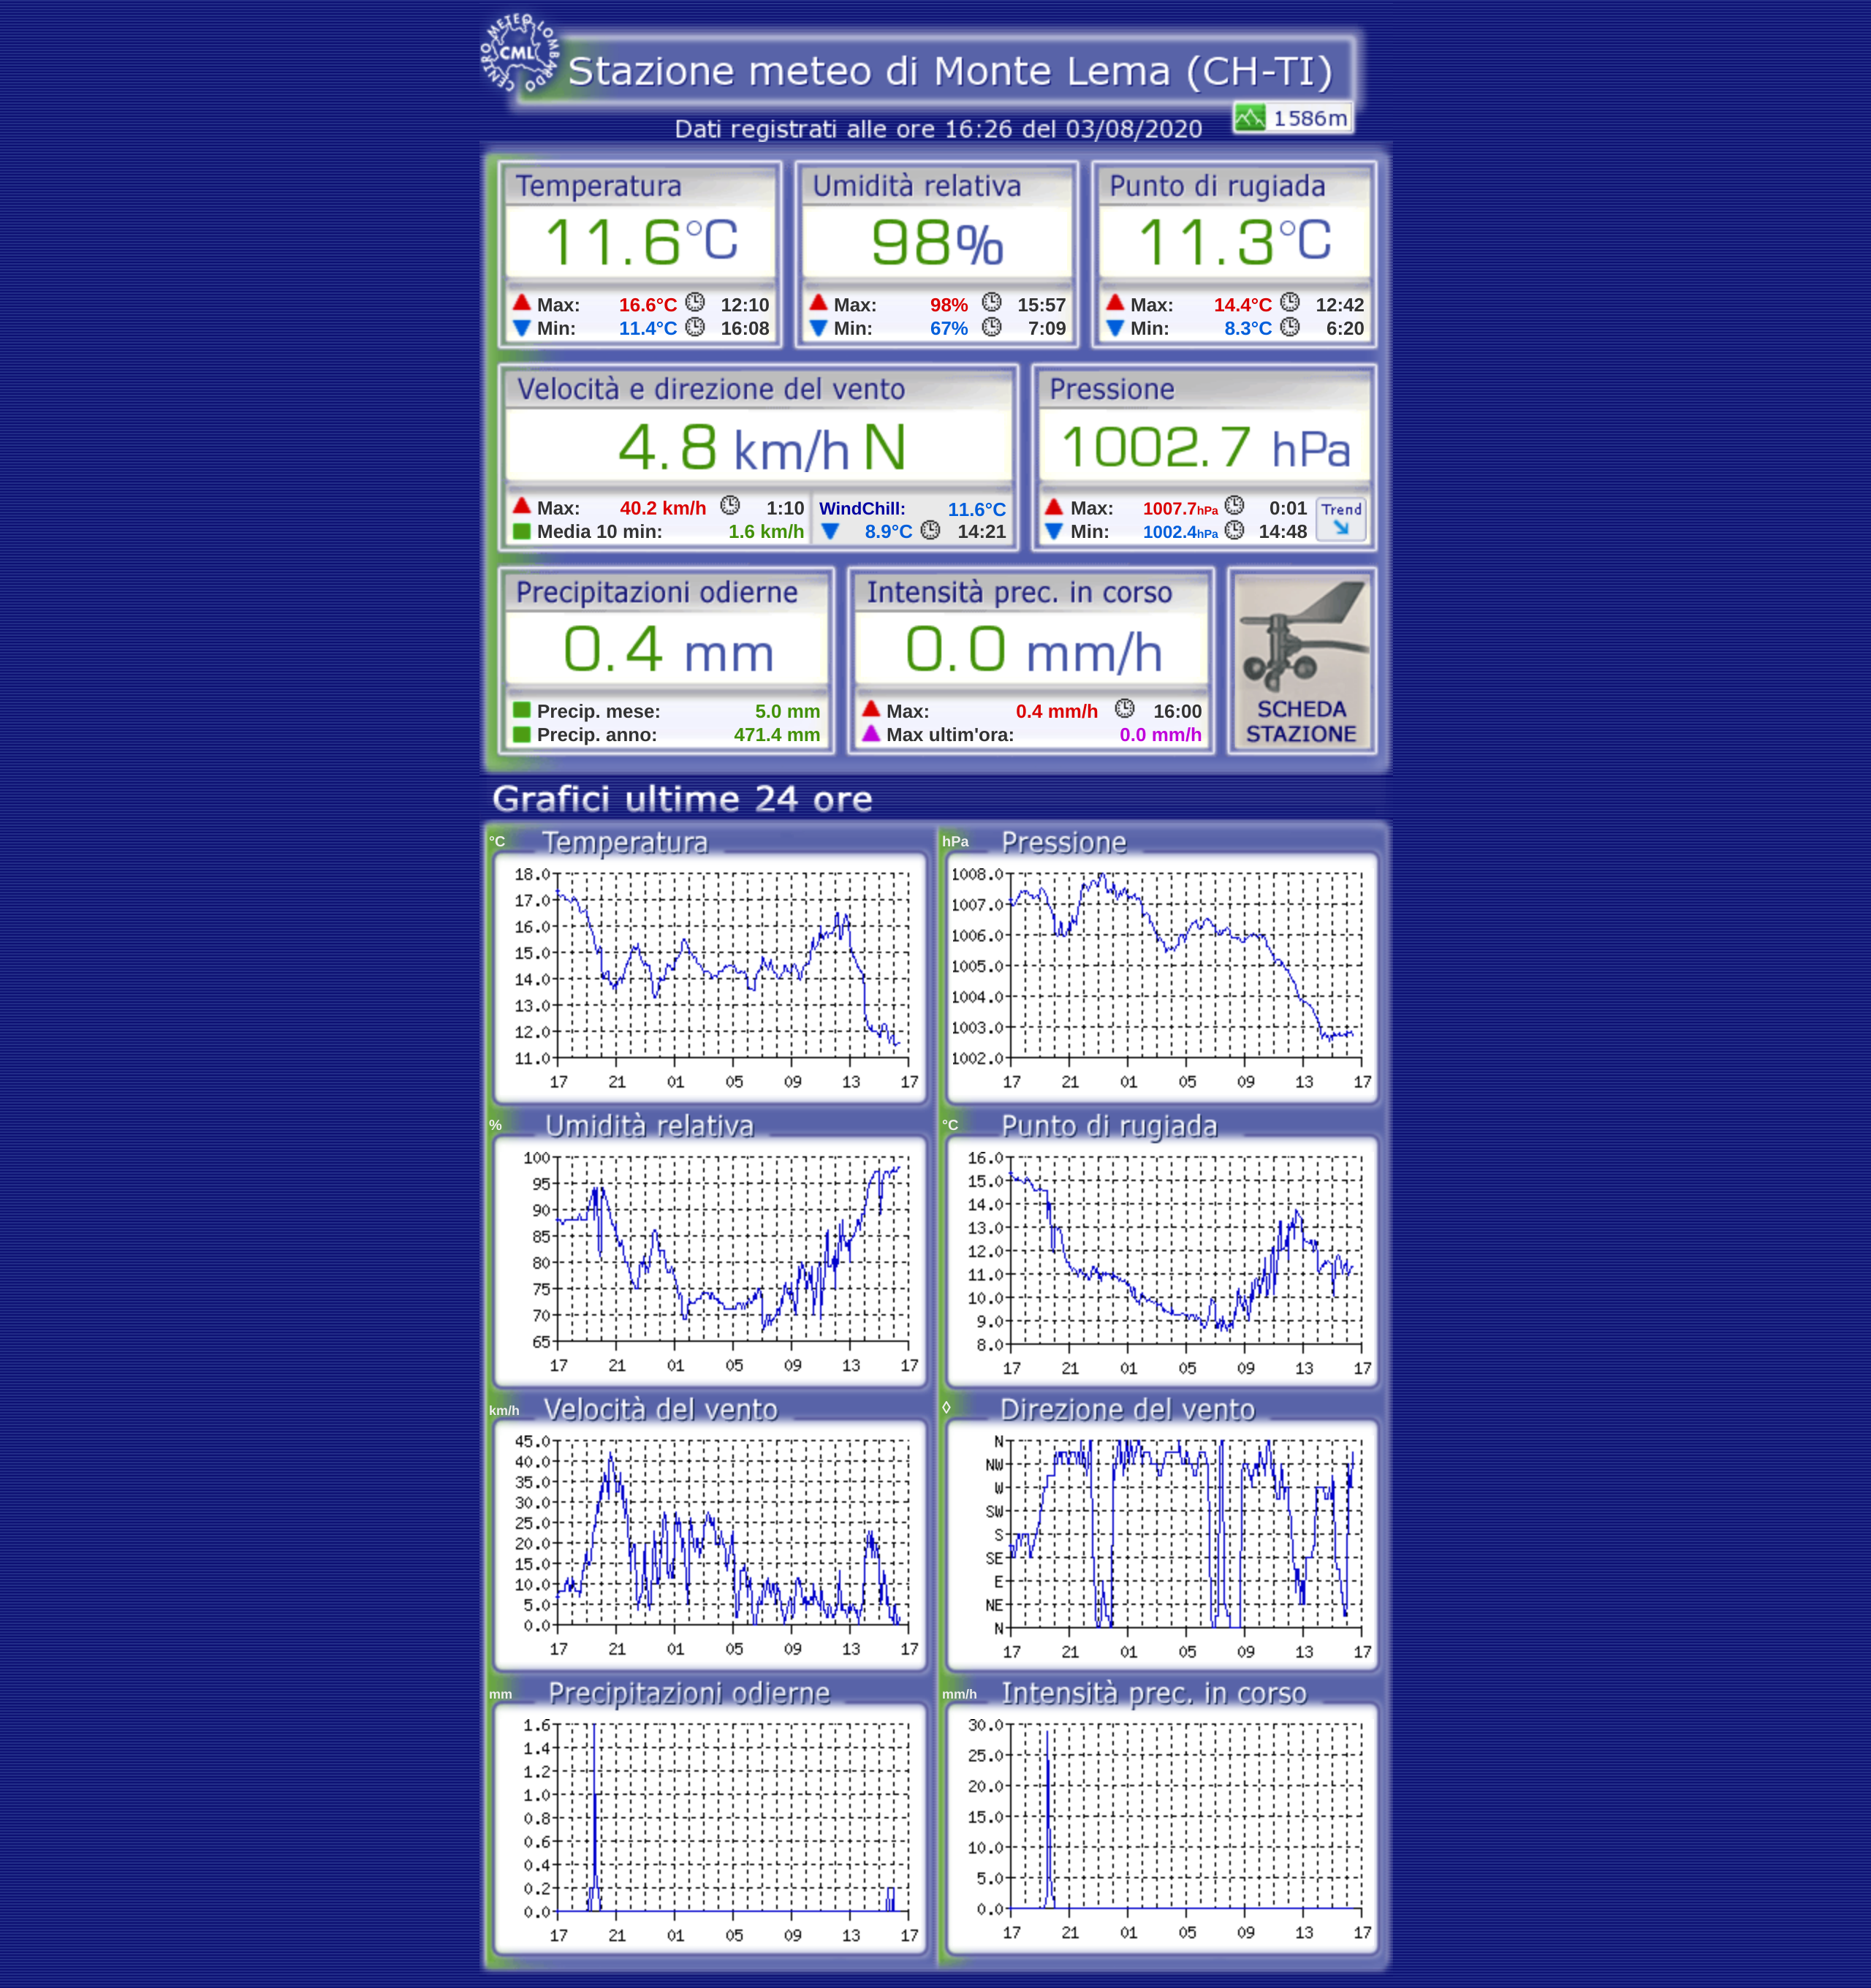 CENTRO METEO LOMBARDO
CML
Stazione meteo di Monte Lema (CH-TI)
1586m
Dati registrati alle ore 16:26 del 03/08/2020
Temperatura
11.6°C
Max: 16.6°C 12:10
Min: 11.4°C 16:08
Umidità relativa
98%
Max: 98% 15:57
Min: 67% 7:09
Punto di rugiada
11.3°C
Max: 14.4°C 12:42
Min: 8.3°C 6:20
Velocità e direzione del vento
4.8 km/h N
Max: 40.2 km/h 1:10
Media 10 min: 1.6 km/h
WindChill: 11.6°C
8.9°C 14:21
Pressione
1002.7 hPa
Max: 1007.7hPa 0:01
Min: 1002.4hPa 14:48
Trend
Precipitazioni odierne
0.4 mm
Precip. mese: 5.0 mm
Precip. anno: 471.4 mm
Intensità prec. in corso
0.0 mm/h
Max: 0.4 mm/h 16:00
Max ultim'ora: 0.0 mm/h
SCHEDA
STAZIONE
Grafici ultime 24 ore
°C Temperatura
18.0
17.0
16.0
15.0
14.0
13.0
12.0
11.0
17 21 01 05 09 13 17
hPa Pressione
1008.0
1007.0
1006.0
1005.0
1004.0
1003.0
1002.0
17 21 01 05 09 13 17
% Umidità relativa
100
95
90
85
80
75
70
65
17 21 01 05 09 13 17
°C Punto di rugiada
16.0
15.0
14.0
13.0
12.0
11.0
10.0
9.0
8.0
17 21 01 05 09 13 17
km/h Velocità del vento
45.0
40.0
35.0
30.0
25.0
20.0
15.0
10.0
5.0
0.0
17 21 01 05 09 13 17
◊ Direzione del vento
N
NW
W
SW
S
SE
E
NE
N
17 21 01 05 09 13 17
mm Precipitazioni odierne
1.6
1.4
1.2
1.0
0.8
0.6
0.4
0.2
0.0
17 21 01 05 09 13 17
mm/h Intensità prec. in corso
30.0
25.0
20.0
15.0
10.0
5.0
0.0
17 21 01 05 09 13 17